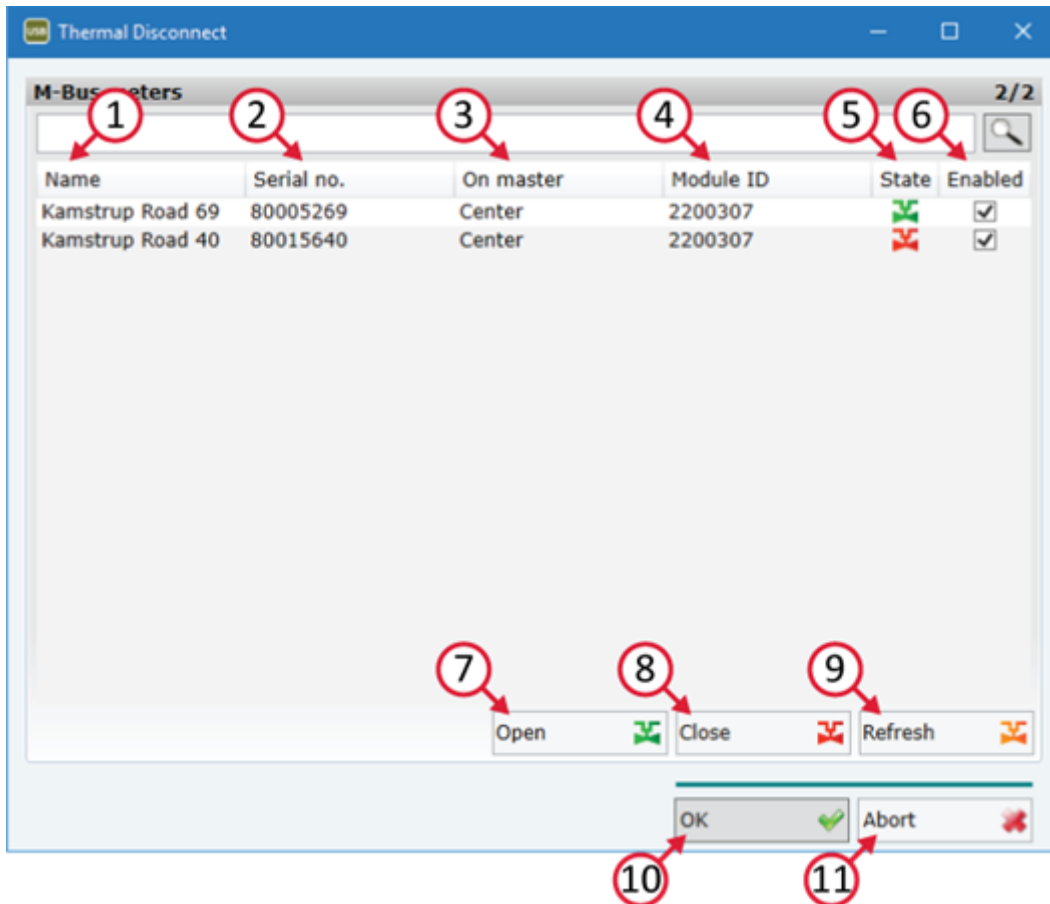 USB Thermal Disconnect
M-Bus meters 2/2
1 2 3 4 5 6
Name Serial no. On master Module ID State Enabled
Kamstrup Road 69 80005269 Center 2200307
Kamstrup Road 40 80015640 Center 2200307
7 8 9
Open Close Refresh
OK Abort
10 11